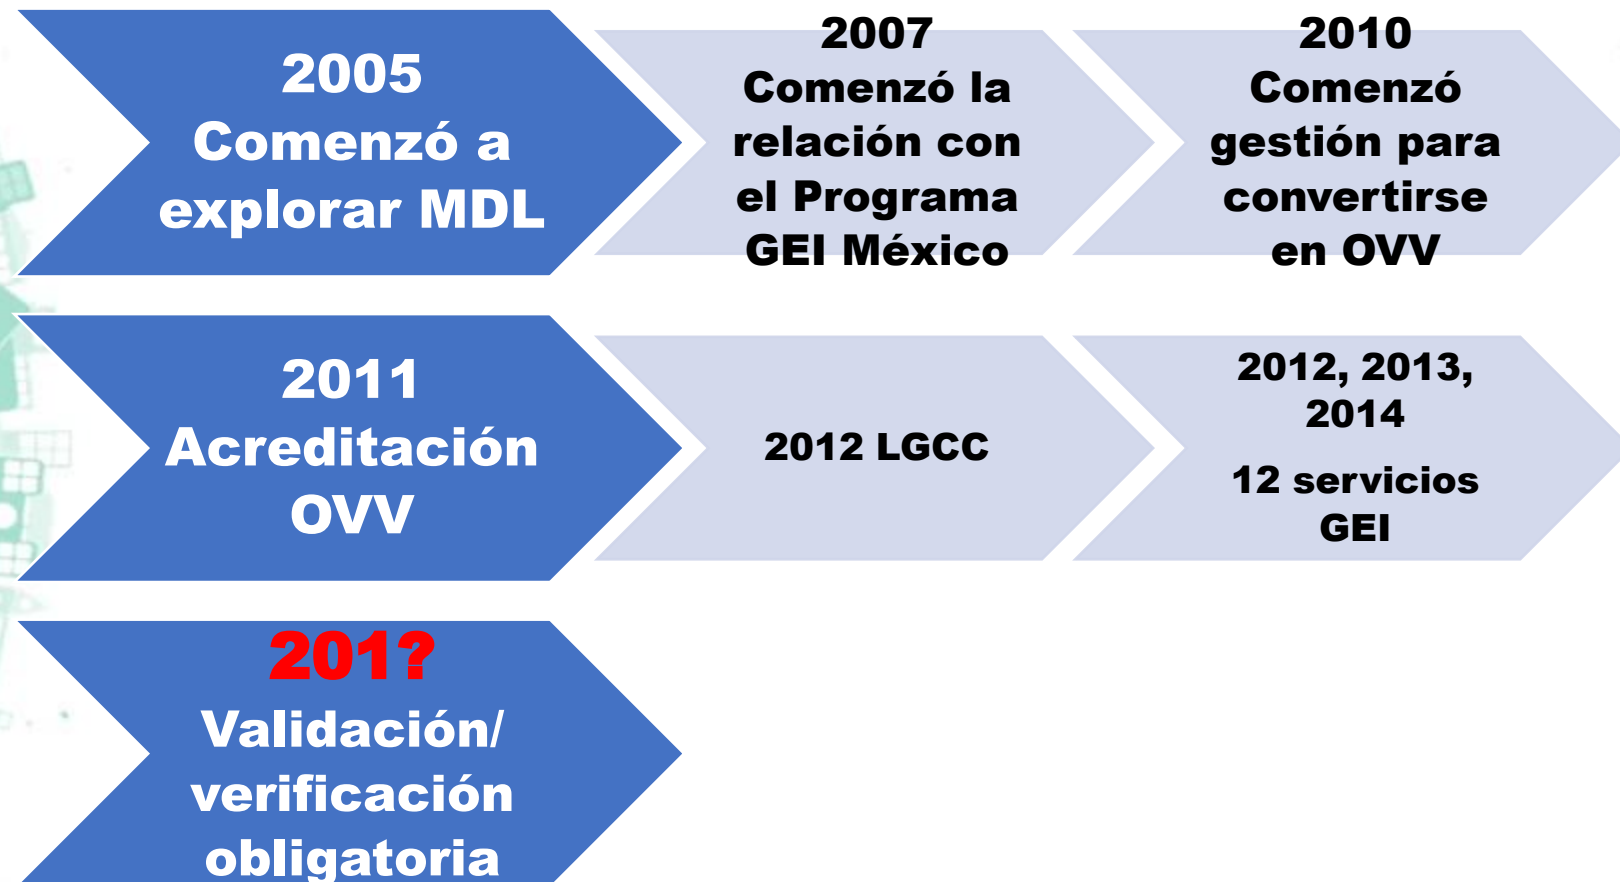 2005
Comenzó a
explorar MDL
2007
Comenzó la
relación con
el Programa
GEI México
2010
Comenzó
gestión para
convertirse
en OVV
2011
Acreditación
OVV
2012 LGCC
2012, 2013,
2014
12 servicios
GEI
201?
Validación/
verificación
obligatoria